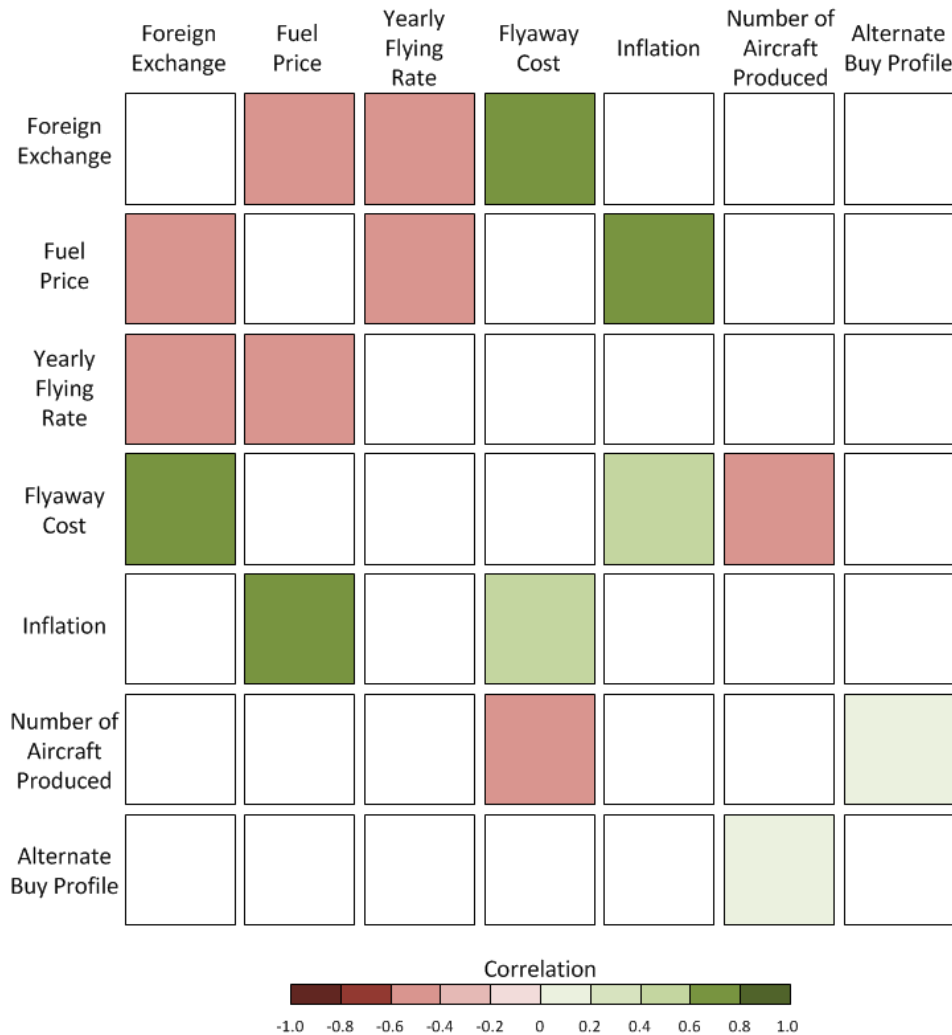 Foreign
Exchange
Fuel
Price
Yearly
Flying
Rate
Flyaway
Cost
Inflation
Number of
Aircraft
Produced
Alternate
Buy Profile
Foreign
Exchange
Fuel
Price
Yearly
Flying
Rate
Flyaway
Cost
Inflation
Number of
Aircraft
Produced
Alternate
Buy Profile
Correlation
-1.0 -0.8 -0.6 -0.4 -0.2 0 0.2 0.4 0.6 0.8 1.0